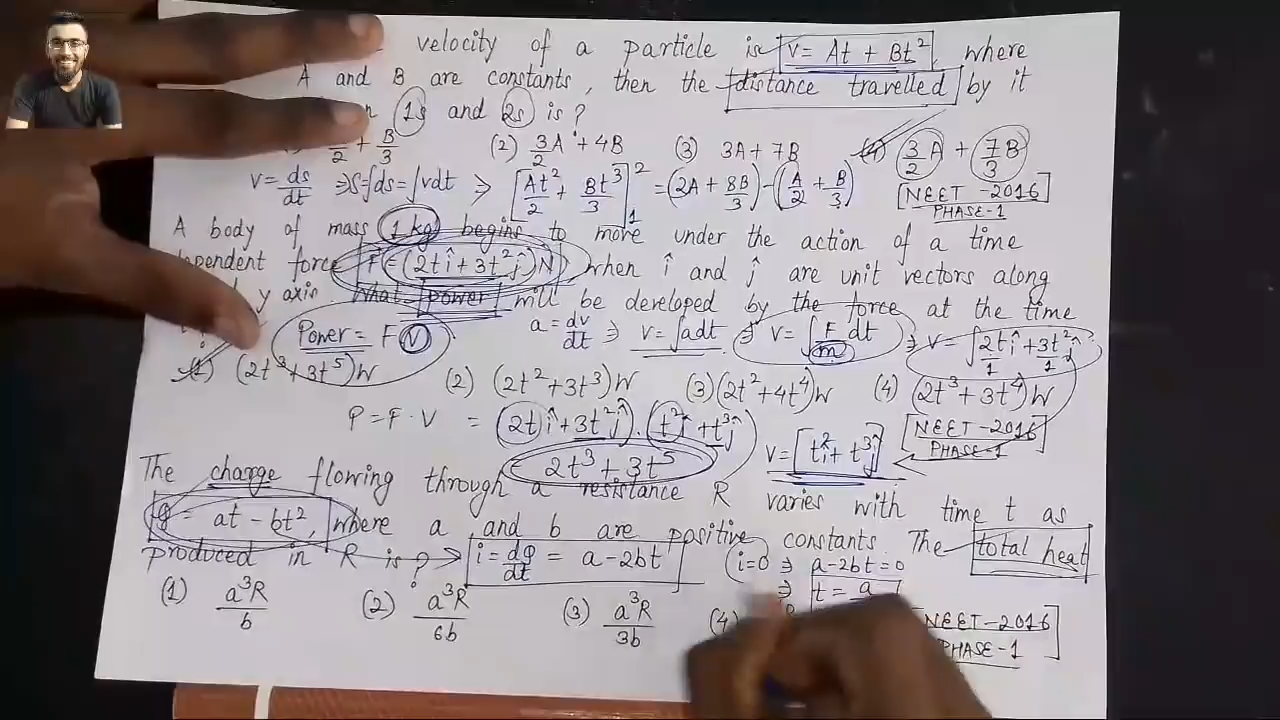 velocity of a particle is v = At + Bt², where
A and B are constants, then the distance travelled by it
1s and 2s is ?
/2 + B/3 (2) 3/2 A + 4B (3) 3A + 7B (4) 3/2 A + 7/3 B
v = ds/dt ⇒ S = ∫ds = ∫vdt ⇒ [At²/2 + Bt³/3]₁² = (2A + 8B/3) - (A/2 + B/3) [NEET - 2016 PHASE-1
A body of mass 1 kg begins to move under the action of a time
dependent force F = (2t î + 3t² ĵ) N when î and ĵ are unit vectors along
y axis. What power will be developed by the force at the time
Power = F V a = dv/dt ⇒ v = ∫adt ⇒ v = ∫F/m dt ⇒ v = ∫2t î/1 + 3t² ĵ/1
(1) (2t³ + 3t⁵) W (2) (2t² + 3t³) W (3) (2t² + 4t⁴) W (4) (2t³ + 3t⁴) W
P = F · V = (2t) î + 3t² ĵ) . (t² î + t³ ĵ [NEET - 2016 PHASE-1]
= 2t³ + 3t⁵ V = [t² î + t³ ĵ]
The charge flowing through a resistance R varies with time t as
= at - bt², where a and b are positive constants. The total heat
produced in R is ? → i = dq/dt = a - 2bt i = 0 ⇒ a - 2bt = 0
⇒ t = a
(1) a³R/b (2) a³R/6b (3) a³R/3b (4) NEET - 2016 PHASE-1]